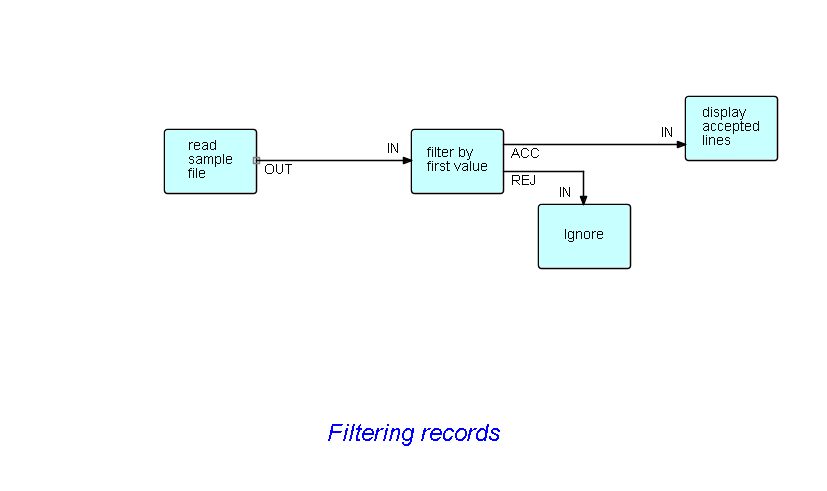 read
sample
file
OUT
IN
filter by
first value
ACC
REJ
IN
display
accepted
lines
IN
Ignore
Filtering records